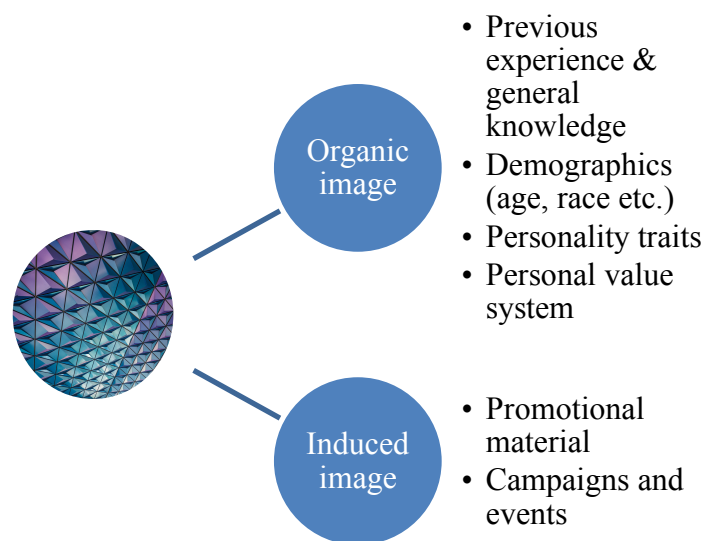 Organic
image
• Previous
experience &
general
knowledge
• Demographics
(age, race etc.)
• Personality traits
• Personal value
system
Induced
image
• Promotional
material
• Campaigns and
events